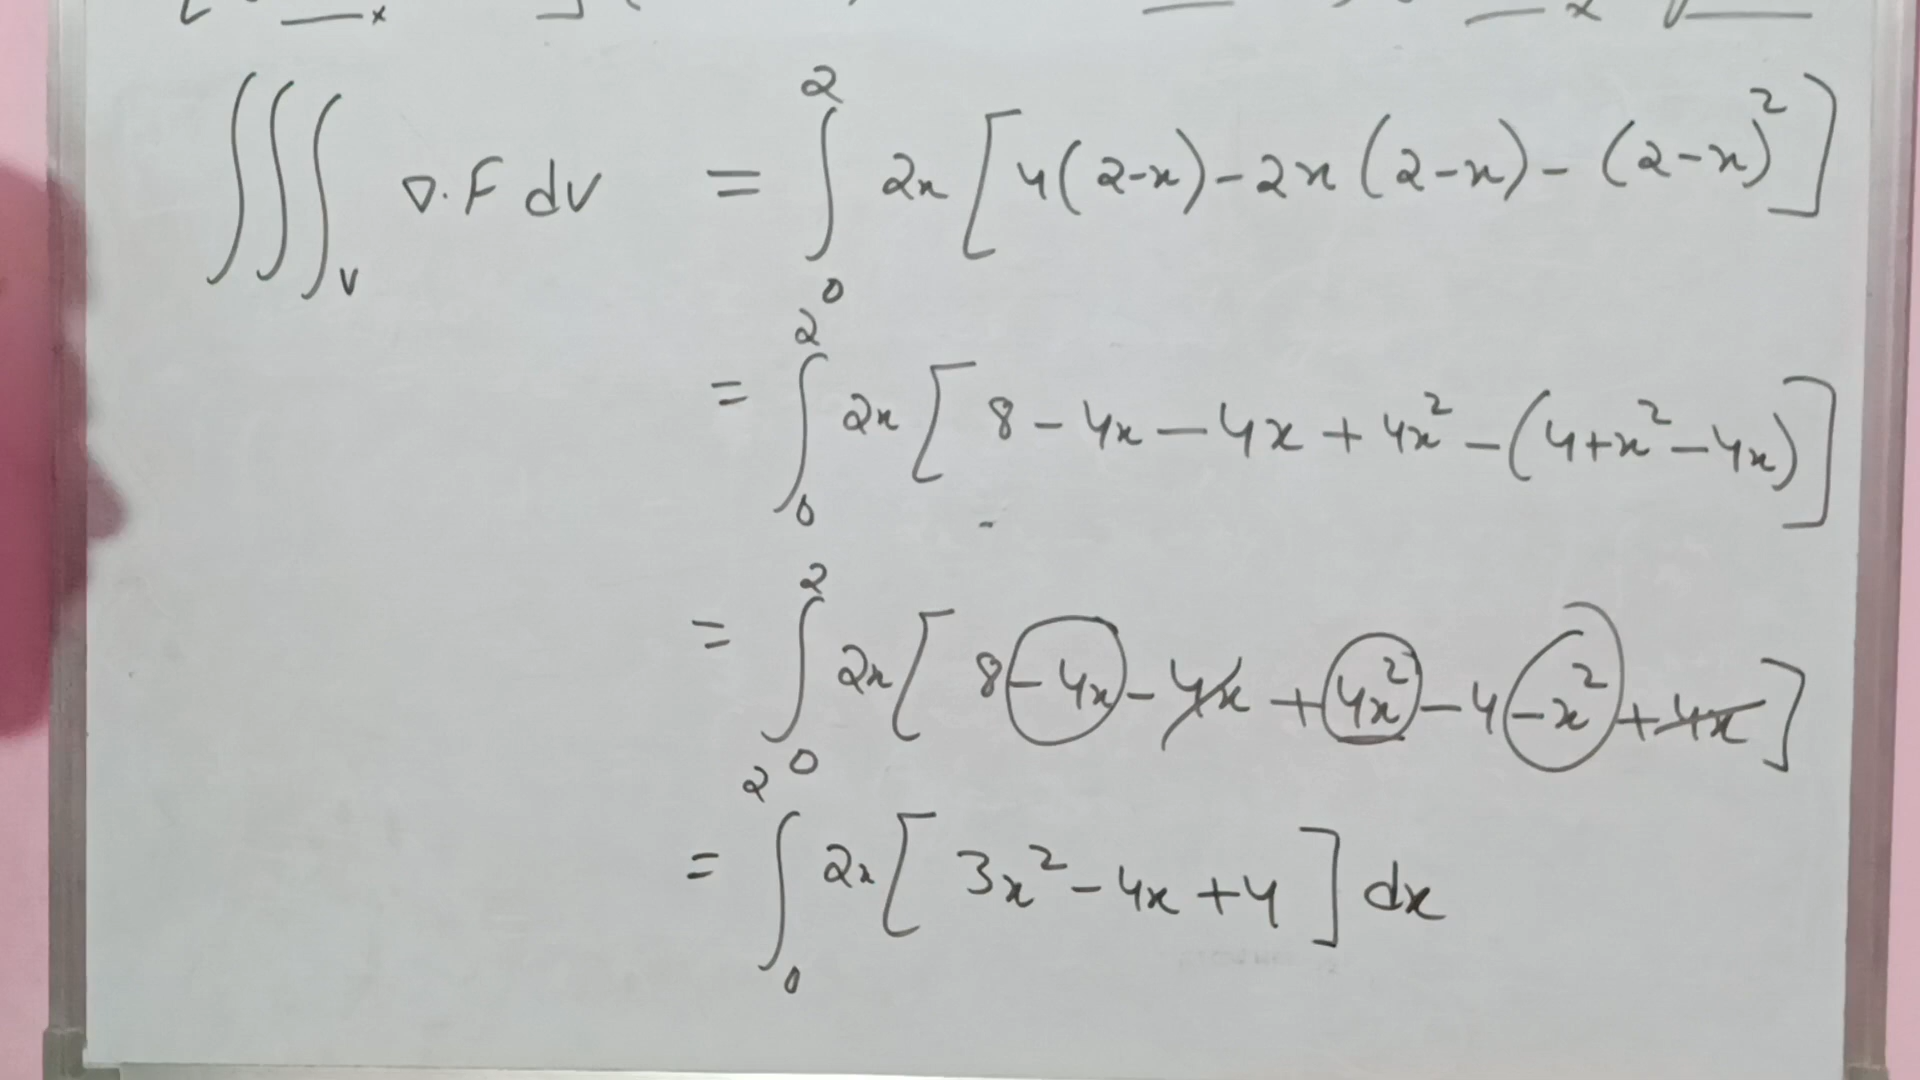 ∭_V ∇.F dv = ∫_0^2 2x [4(2-x)-2x(2-x)-(2-x)^2]
= ∫_0^2 2x [8-4x-4x+4x^2-(4+x^2-4x)]
= ∫_0^2 2x [8-4x-4x+4x^2-4-x^2+4x]
= ∫_0^2 2x [3x^2-4x+4] dx